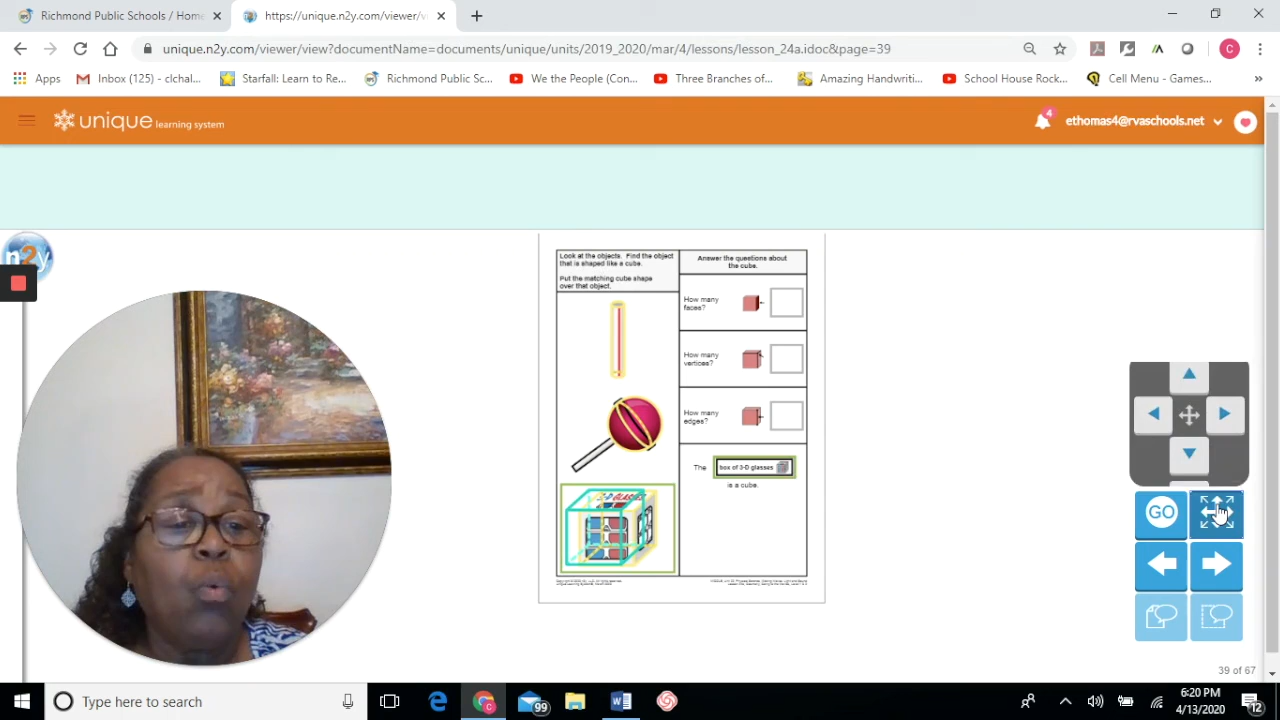 Richmond Public Schools / Home
https://unique.n2y.com/viewer/v
unique.n2y.com/viewer/view?documentName=documents/unique/units/2019_2020/mar/4/lessons/lesson_24a.idoc&page=39
Apps
Inbox (125) - clchal...
Starfall: Learn to Re...
Richmond Public Sc...
We the People (Con...
Three Branches of...
Amazing Handwriti...
School House Rock...
Cell Menu - Games...
C
unique learning system
4
ethomas4@rvaschools.net
n2y
Look at the objects. Find the object
that is shaped like a cube.
Put the matching cube shape
over that object.
Answer the questions about
the cube.
How many
faces?
How many
vertices?
How many
edges?
The
box of 3-D glasses
is a cube.
3-D GLASSES
GO
39 of 67
Type here to search
99
6:20 PM
4/13/2020
12